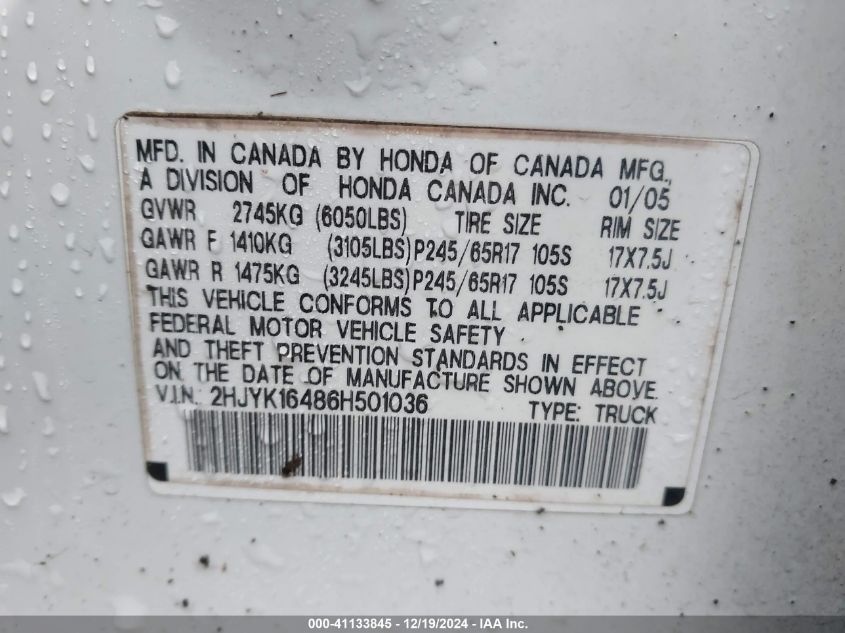 MFD. IN CANADA BY HONDA OF CANADA MFG.,
A DIVISION OF HONDA CANADA INC. 01/05
GVWR 2745KG (6050LBS) TIRE SIZE RIM SIZE
GAWR F 1410KG (3105LBS) P245/65R17 105S 17X7.5J
GAWR R 1475KG (3245LBS) P245/65R17 105S 17X7.5J
THIS VEHICLE CONFORMS TO ALL APPLICABLE
FEDERAL MOTOR VEHICLE SAFETY
AND THEFT PREVENTION STANDARDS IN EFFECT
ON THE DATE OF MANUFACTURE SHOWN ABOVE.
V.I.N.: 2HJYK16486H501036 TYPE: TRUCK
000-41133845 - 12/19/2024 - IAA Inc.